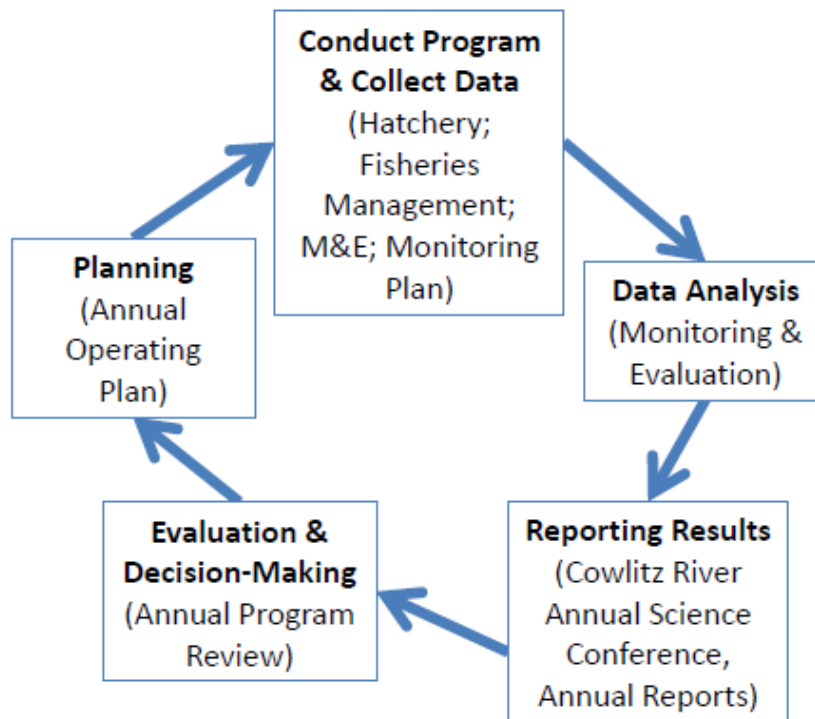 Conduct Program
& Collect Data
(Hatchery;
Fisheries
Management;
M&E; Monitoring
Plan)
Planning
(Annual
Operating
Plan)
Data Analysis
(Monitoring &
Evaluation)
Evaluation &
Decision-Making
(Annual Program
Review)
Reporting Results
(Cowlitz River
Annual Science
Conference,
Annual Reports)